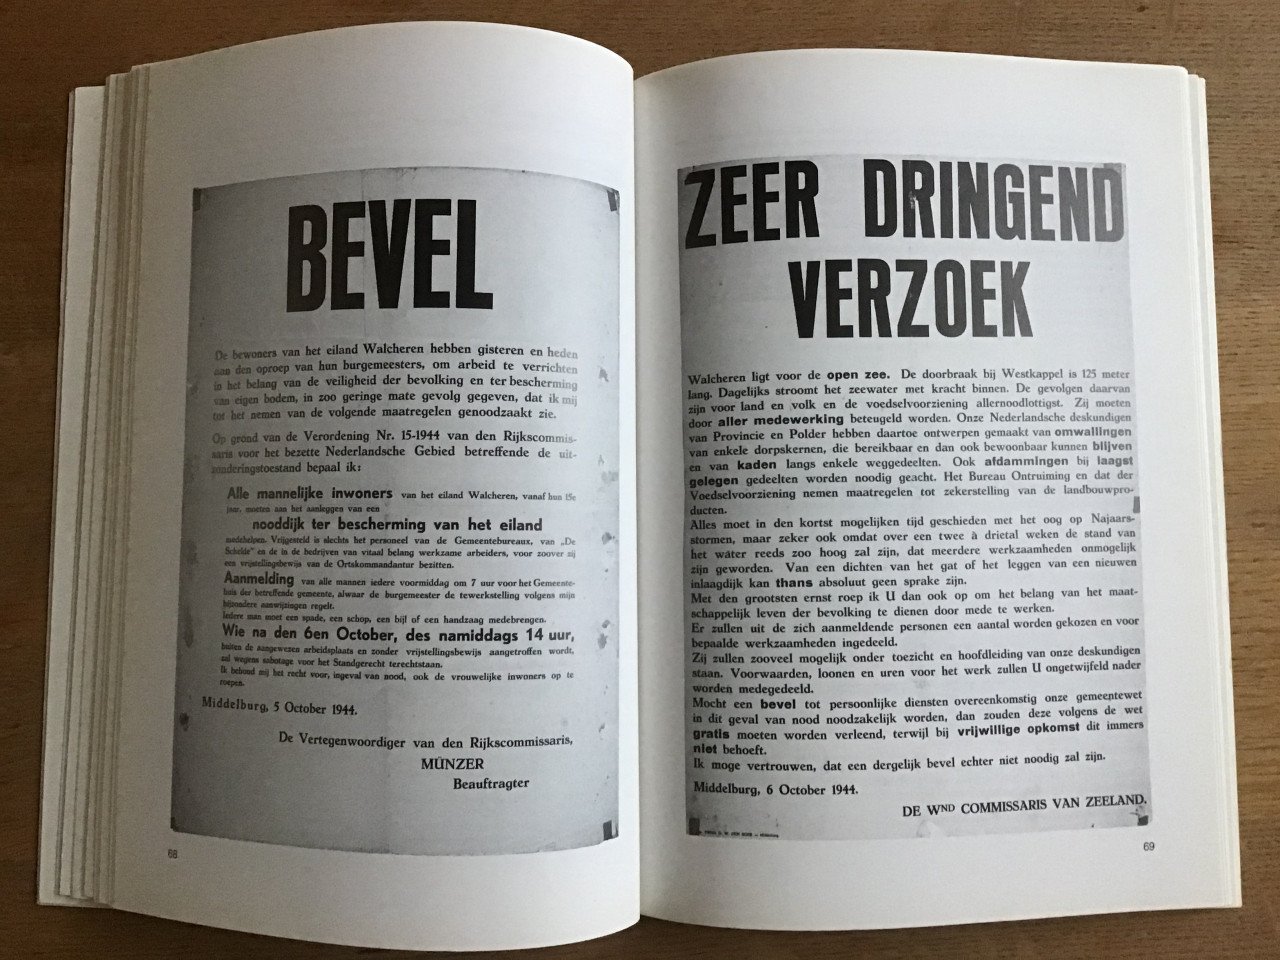 BEVEL
De bewoners van het eiland Walcheren hebben gisteren en heden
aan den oproep van hun burgemeesters, om arbeid te verrichten
in het belang van de veiligheid der bevolking en ter bescherming
van eigen bodem, in zoo geringe mate gevolg gegeven, dat ik mij
tot het nemen van de volgende maatregelen genoodzaakt zie.
Op grond van de Verordening Nr. 15-1944 van den Rijkscommis-
saris voor het bezette Nederlandsche Gebied betreffende de uit-
zonderingstoestand bepaal ik:
Alle mannelijke inwoners van het eiland Walcheren, vanaf hun 15e
jaar, moeten aan het aanleggen van een
nooddijk ter bescherming van het eiland
medehelpen. Vrijgesteld is slechts het personeel van de Gemeentebureaux, van „De
Schelde” en de in de bedrijven van vitaal belang werkzame arbeiders, voor zoover zij
een vrijstellingsbewijs van de Ortskommandantur bezitten.
Aanmelding van alle mannen iedere voormiddag om 7 uur voor het Gemeente-
huis der betreffende gemeente, alwaar de burgemeester de tewerkstelling volgens mijn
bijzondere aanwijzingen regelt.
Iedere man moet een spade, een schop, een bijl of een handzaag medebrengen.
Wie na den 6en October, des namiddags 14 uur,
buiten de aangewezen arbeidsplaats en zonder vrijstellingsbewijs aangetroffen wordt,
zal wegens sabotage voor het Standgerecht terechtstaan.
Ik behoud mij het recht voor, ingeval van nood, ook de vrouwelijke inwoners op te
roepen.
Middelburg, 5 October 1944.
De Vertegenwoordiger van den Rijkscommissaris,
MÜNZER
Beauftragter
68
ZEER DRINGEND
VERZOEK
Walcheren ligt voor de open zee. De doorbraak bij Westkappel is 125 meter
lang. Dagelijks stroomt het zeewater met kracht binnen. De gevolgen daarvan
zijn voor land en volk en de voedselvoorziening allernoodlottigst. Zij moeten
door aller medewerking beteugeld worden. Onze Nederlandsche deskundigen
van Provincie en Polder hebben daartoe ontwerpen gemaakt van omwallingen
van enkele dorpskernen, die bereikbaar en dan ook bewoonbaar kunnen blijven
en van kaden langs enkele weggedeelten. Ook afdammingen bij laagst
gelegen gedeelten worden noodig geacht. Het Bureau Ontruiming en dat der
Voedselvoorziening nemen maatregelen tot zekerstelling van de landbouwpro-
ducten.
Alles moet in den kortst mogelijken tijd geschieden met het oog op Najaars-
stormen, maar zeker ook omdat over een twee à drietal weken de stand van
het water reeds zoo hoog zal zijn, dat meerdere werkzaamheden onmogelijk
zijn geworden. Van een dichten van het gat of het leggen van een nieuwen
inlaagdijk kan thans absoluut geen sprake zijn.
Met den grootsten ernst roep ik U dan ook op om het belang van het maat-
schappelijk leven der bevolking te dienen door mede te werken.
Er zullen uit de zich aanmeldende personen een aantal worden gekozen en voor
bepaalde werkzaamheden ingedeeld.
Zij zullen zooveel mogelijk onder toezicht en hoofdleiding van onze deskundigen
staan. Voorwaarden, loonen en uren voor het werk zullen U ongetwijfeld nader
worden medegedeeld.
Mocht een bevel tot persoonlijke diensten overeenkomstig onze gemeentewet
in dit geval van nood noodzakelijk worden, dan zouden deze volgens de wet
gratis moeten worden verleend, terwijl bij vrijwillige opkomst dit immers
niet behoeft.
Ik moge vertrouwen, dat een dergelijk bevel echter niet noodig zal zijn.
Middelburg, 6 October 1944.
DE WND COMMISSARIS VAN ZEELAND.
69